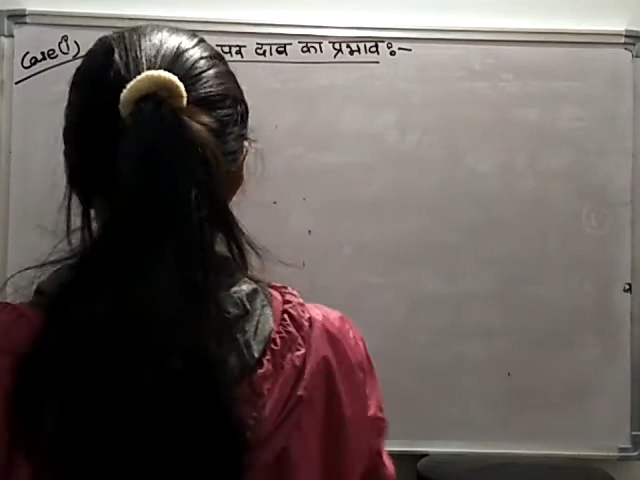 Case(i) पर दाब का प्रभाव :-